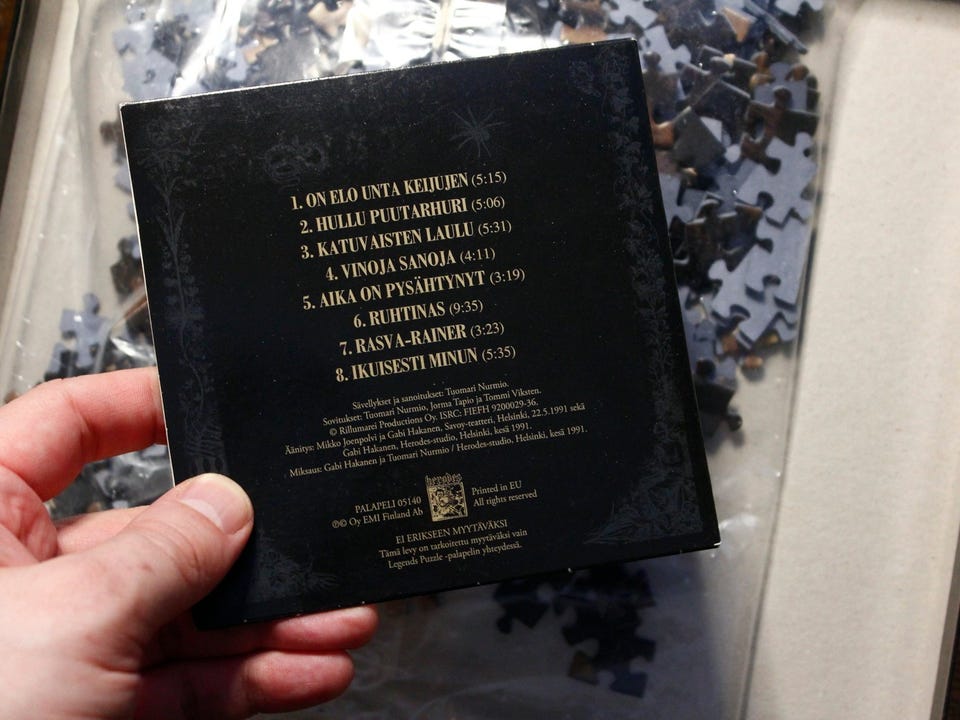 1. ON ELO UNTA KEIJUJEN (5:15)
2. HULLU PUUTARHURI (5:06)
3. KATUVAISTEN LAULU (5:31)
4. VINOJA SANOJA (4:11)
5. AIKA ON PYSÄHTYNYT (3:19)
6. RUHTINAS (9:35)
7. RASVA-RAINER (3:23)
8. IKUISESTI MINUN (5:35)
Sävellykset ja sanoitukset: Tuomari Nurmio.
Sovitukset: Tuomari Nurmio, Jorma Tapio ja Tommi Viksten.
© Rillumarei Productions Oy. ISRC: FIEFH 9200029-36.
Äänitys: Mikko Joenpolvi ja Gabi Hakanen, Savoy-teatteri, Helsinki, 22.5.1991 sekä
Gabi Hakanen, Herodes-studio, Helsinki, kesä 1991.
Miksaus: Gabi Hakanen ja Tuomari Nurmio / Herodes-studio, Helsinki, kesä 1991.
herodes
PALAPELI 05140
℗© Oy EMI Finland Ab
Printed in EU
All rights reserved
EI ERIKSEEN MYYTÄVÄKSI
Tämä levy on tarkoitettu myytäväksi vain
Legends Puzzle -palapelin yhteydessä.